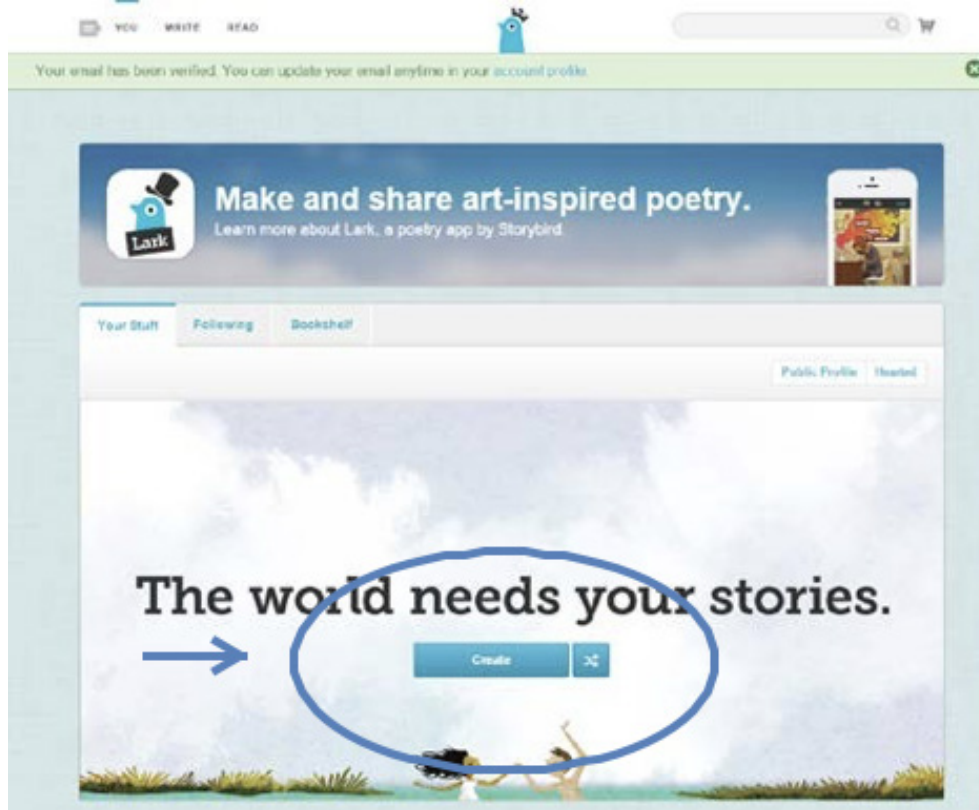 YOU WRITE READ
Your email has been verified. You can update your email anytime in your account profile.
Make and share art-inspired poetry.
Learn more about Lark, a poetry app by Storybird
Lark
Your Stuff Following Bookshelf
Public Profile Hearted
The world needs your stories.
Create